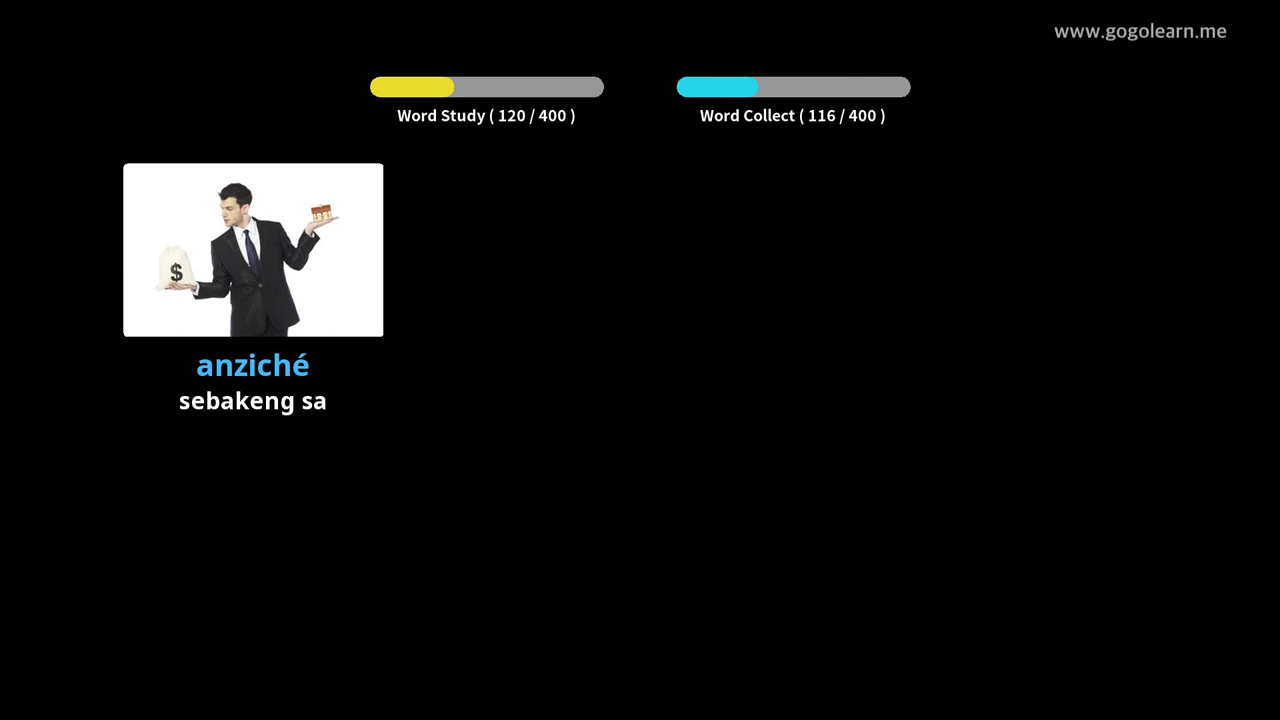 www.gogolearn.me
Word Study ( 120 / 400 )
Word Collect ( 116 / 400 )
$
anziché
sebakeng sa